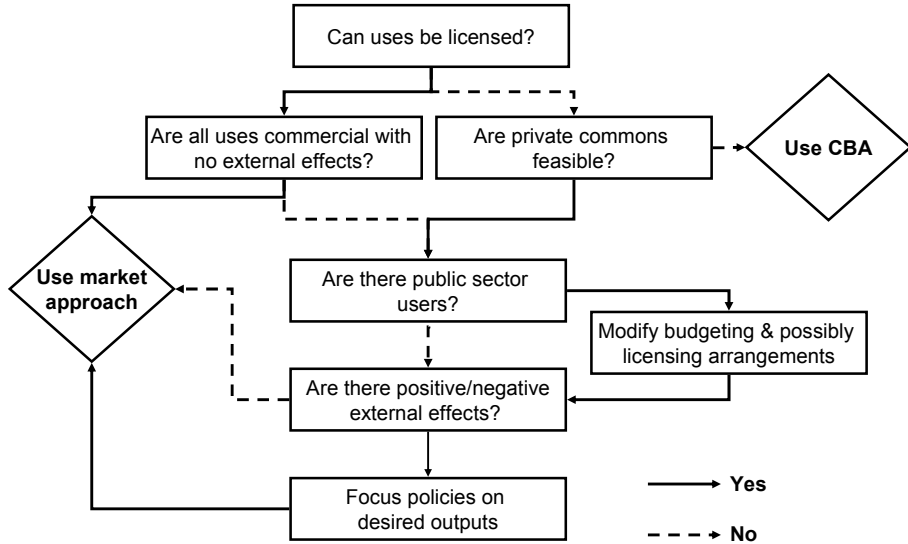 Can uses be licensed?
Are all uses commercial with
no external effects?
Are private commons
feasible?
Use CBA
Use market
approach
Are there public sector
users?
Modify budgeting & possibly
licensing arrangements
Are there positive/negative
external effects?
Focus policies on
desired outputs
Yes
No